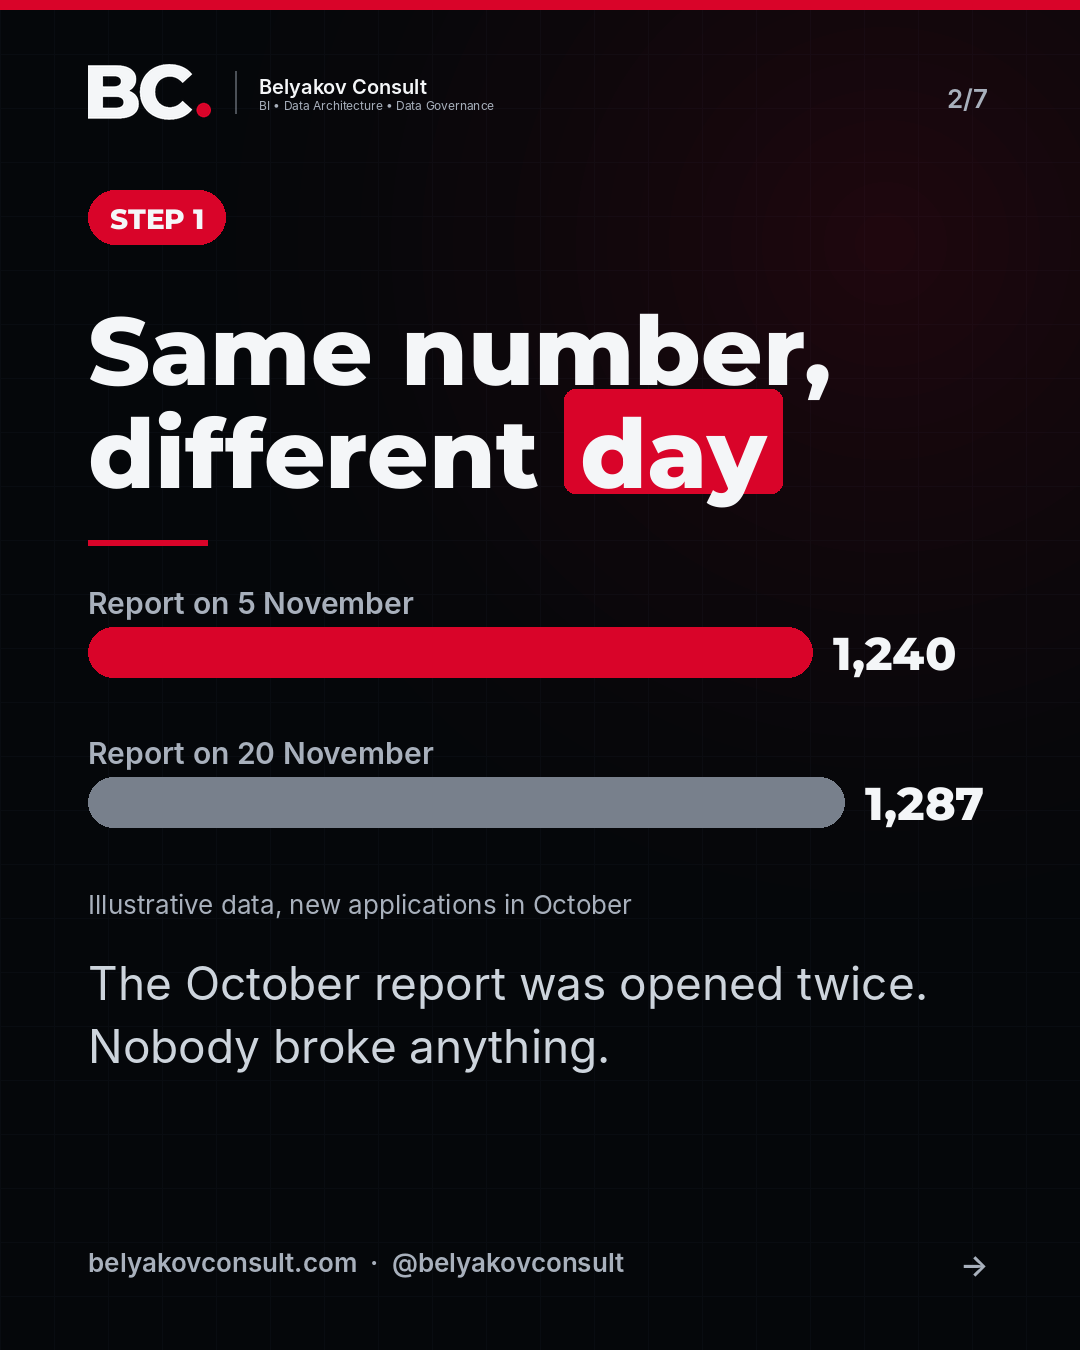 BC.
Belyakov Consult
BI • Data Architecture • Data Governance
2/7
STEP 1
Same number,
different day
Report on 5 November
1,240
Report on 20 November
1,287
Illustrative data, new applications in October
The October report was opened twice.
Nobody broke anything.
belyakovconsult.com · @belyakovconsult
→